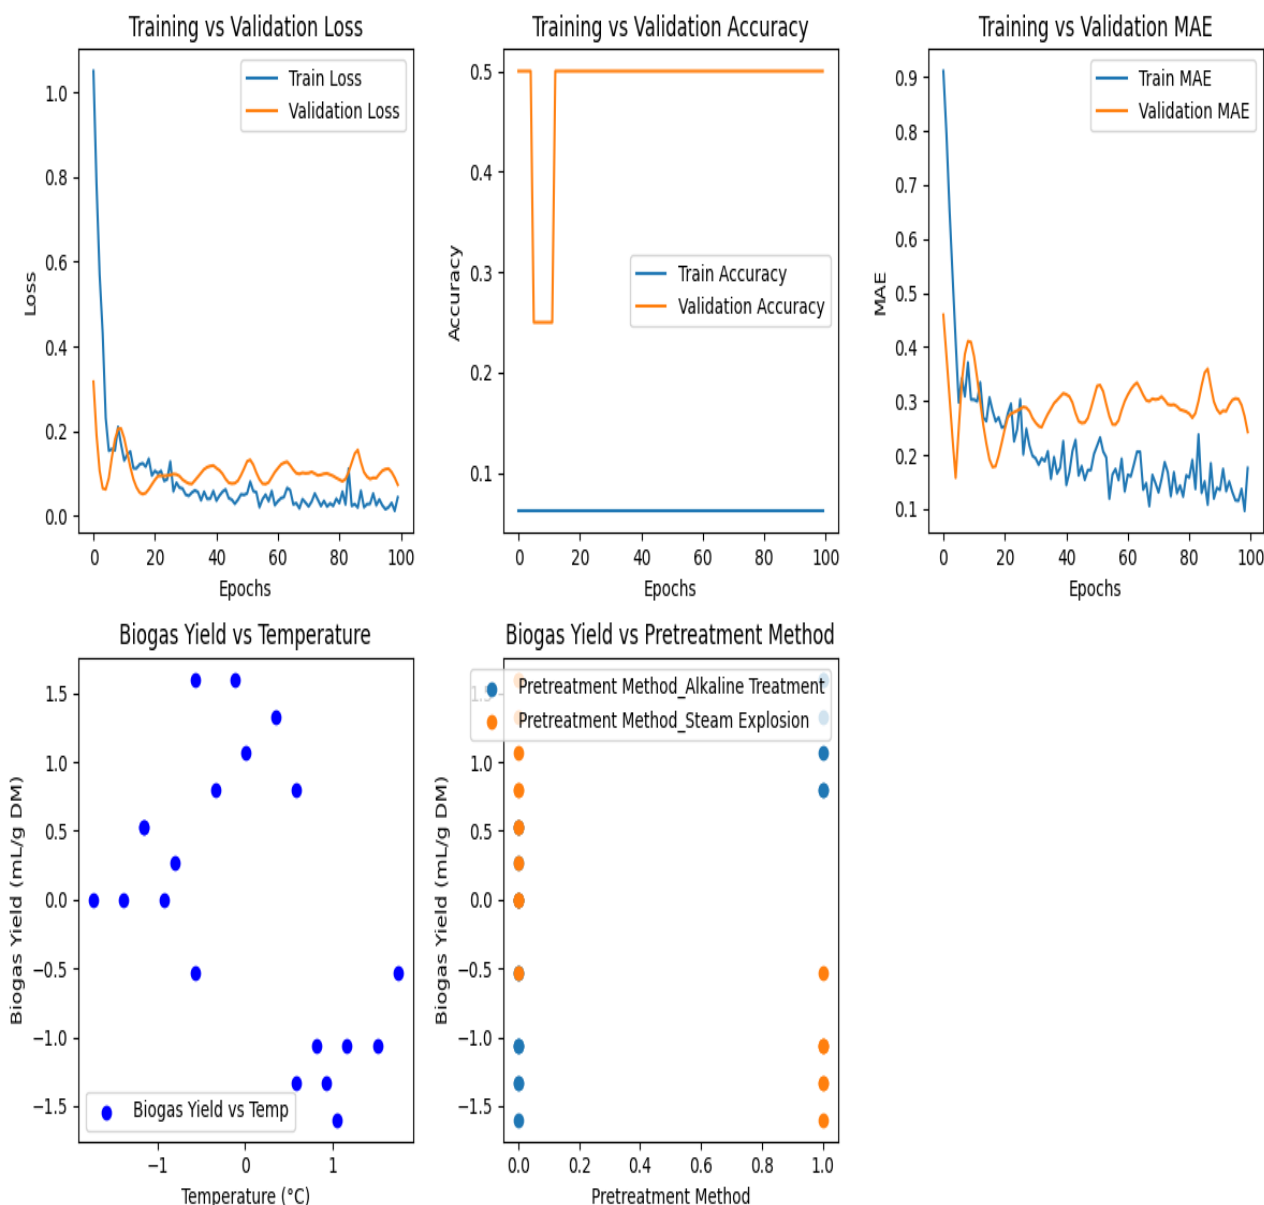 Training vs Validation Loss
Train Loss
Validation Loss
1.0
0.8
0.6
0.4
0.2
0.0
Loss
0
20
40
60
80
100
Epochs
Training vs Validation Accuracy
0.5
0.4
0.3
0.2
0.1
Accuracy
Train Accuracy
Validation Accuracy
0
20
40
60
80
100
Epochs
Training vs Validation MAE
Train MAE
Validation MAE
0.9
0.8
0.7
0.6
0.5
0.4
0.3
0.2
0.1
MAE
0
20
40
60
80
100
Epochs
Biogas Yield vs Temperature
1.5
1.0
0.5
0.0
−0.5
−1.0
−1.5
Biogas Yield (mL/g DM)
Biogas Yield vs Temp
−1
0
1
Temperature (°C)
Biogas Yield vs Pretreatment Method
Pretreatment Method_Alkaline Treatment
Pretreatment Method_Steam Explosion
1.5
1.0
0.5
0.0
−0.5
−1.0
−1.5
Biogas Yield (mL/g DM)
0.0
0.2
0.4
0.6
0.8
1.0
Pretreatment Method